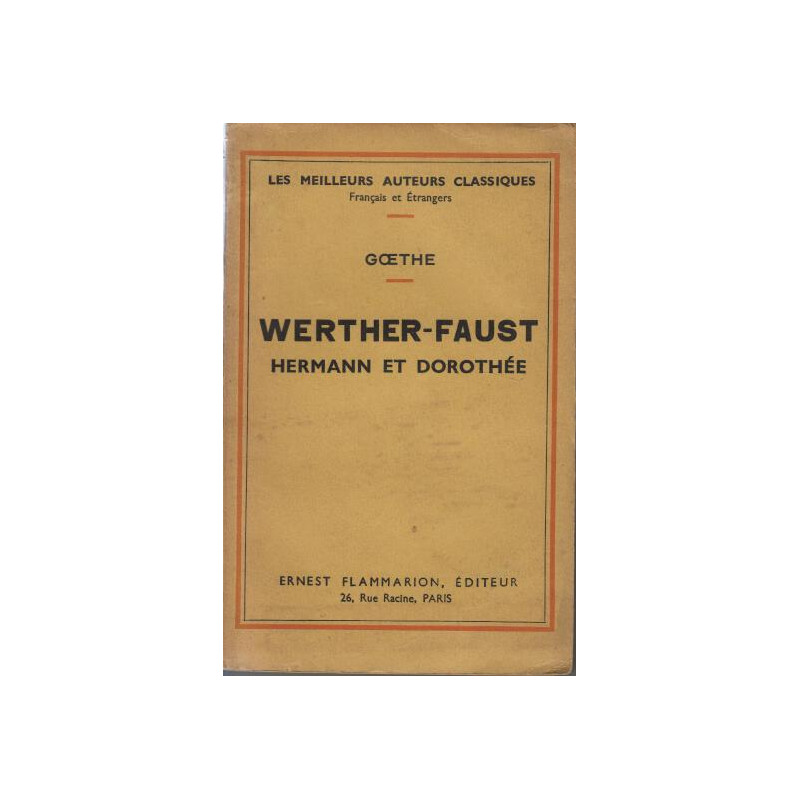 LES MEILLEURS AUTEURS CLASSIQUES
Français et Étrangers
GŒTHE
WERTHER-FAUST
HERMANN ET DOROTHÉE
ERNEST FLAMMARION, ÉDITEUR
26, Rue Racine, PARIS